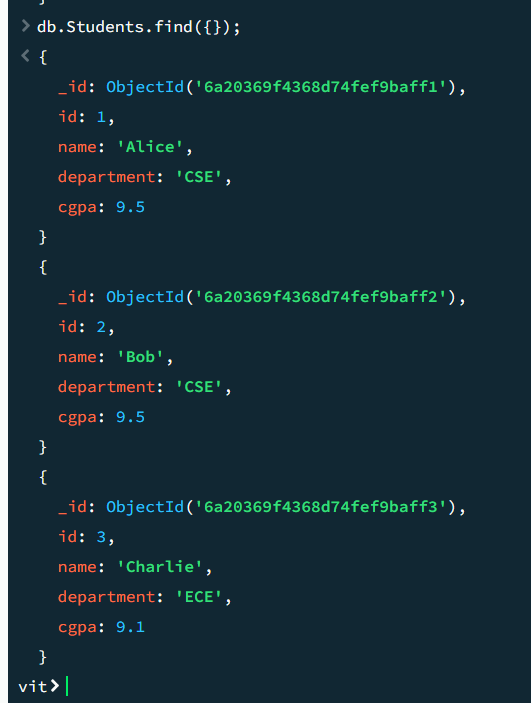 }
> db.Students.find({});
< {
_id: ObjectId('6a20369f4368d74fef9baff1'),
id: 1,
name: 'Alice',
department: 'CSE',
cgpa: 9.5
}
{
_id: ObjectId('6a20369f4368d74fef9baff2'),
id: 2,
name: 'Bob',
department: 'CSE',
cgpa: 9.5
}
{
_id: ObjectId('6a20369f4368d74fef9baff3'),
id: 3,
name: 'Charlie',
department: 'ECE',
cgpa: 9.1
}
vit>